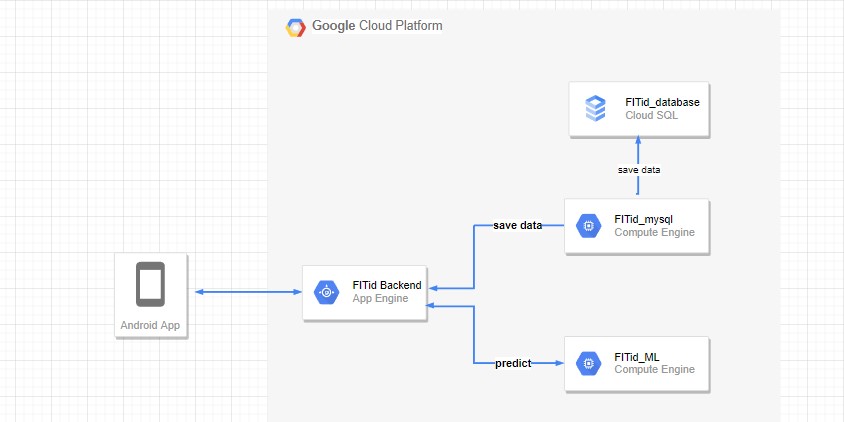 Google Cloud Platform
FITid_database
Cloud SQL
save data
FITid_mysql
Compute Engine
save data
FITid Backend
App Engine
Android App
predict
FITid_ML
Compute Engine